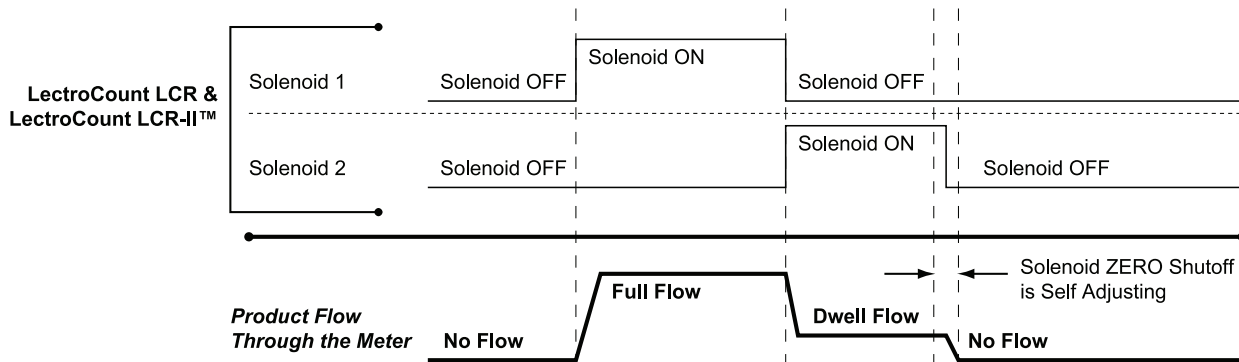 LectroCount LCR &
LectroCount LCR-II™
Solenoid 1
Solenoid OFF
Solenoid ON
Solenoid OFF
Solenoid 2
Solenoid OFF
Solenoid ON
Solenoid OFF
Product Flow
Through the Meter
No Flow
Full Flow
Dwell Flow
No Flow
Solenoid ZERO Shutoff
is Self Adjusting